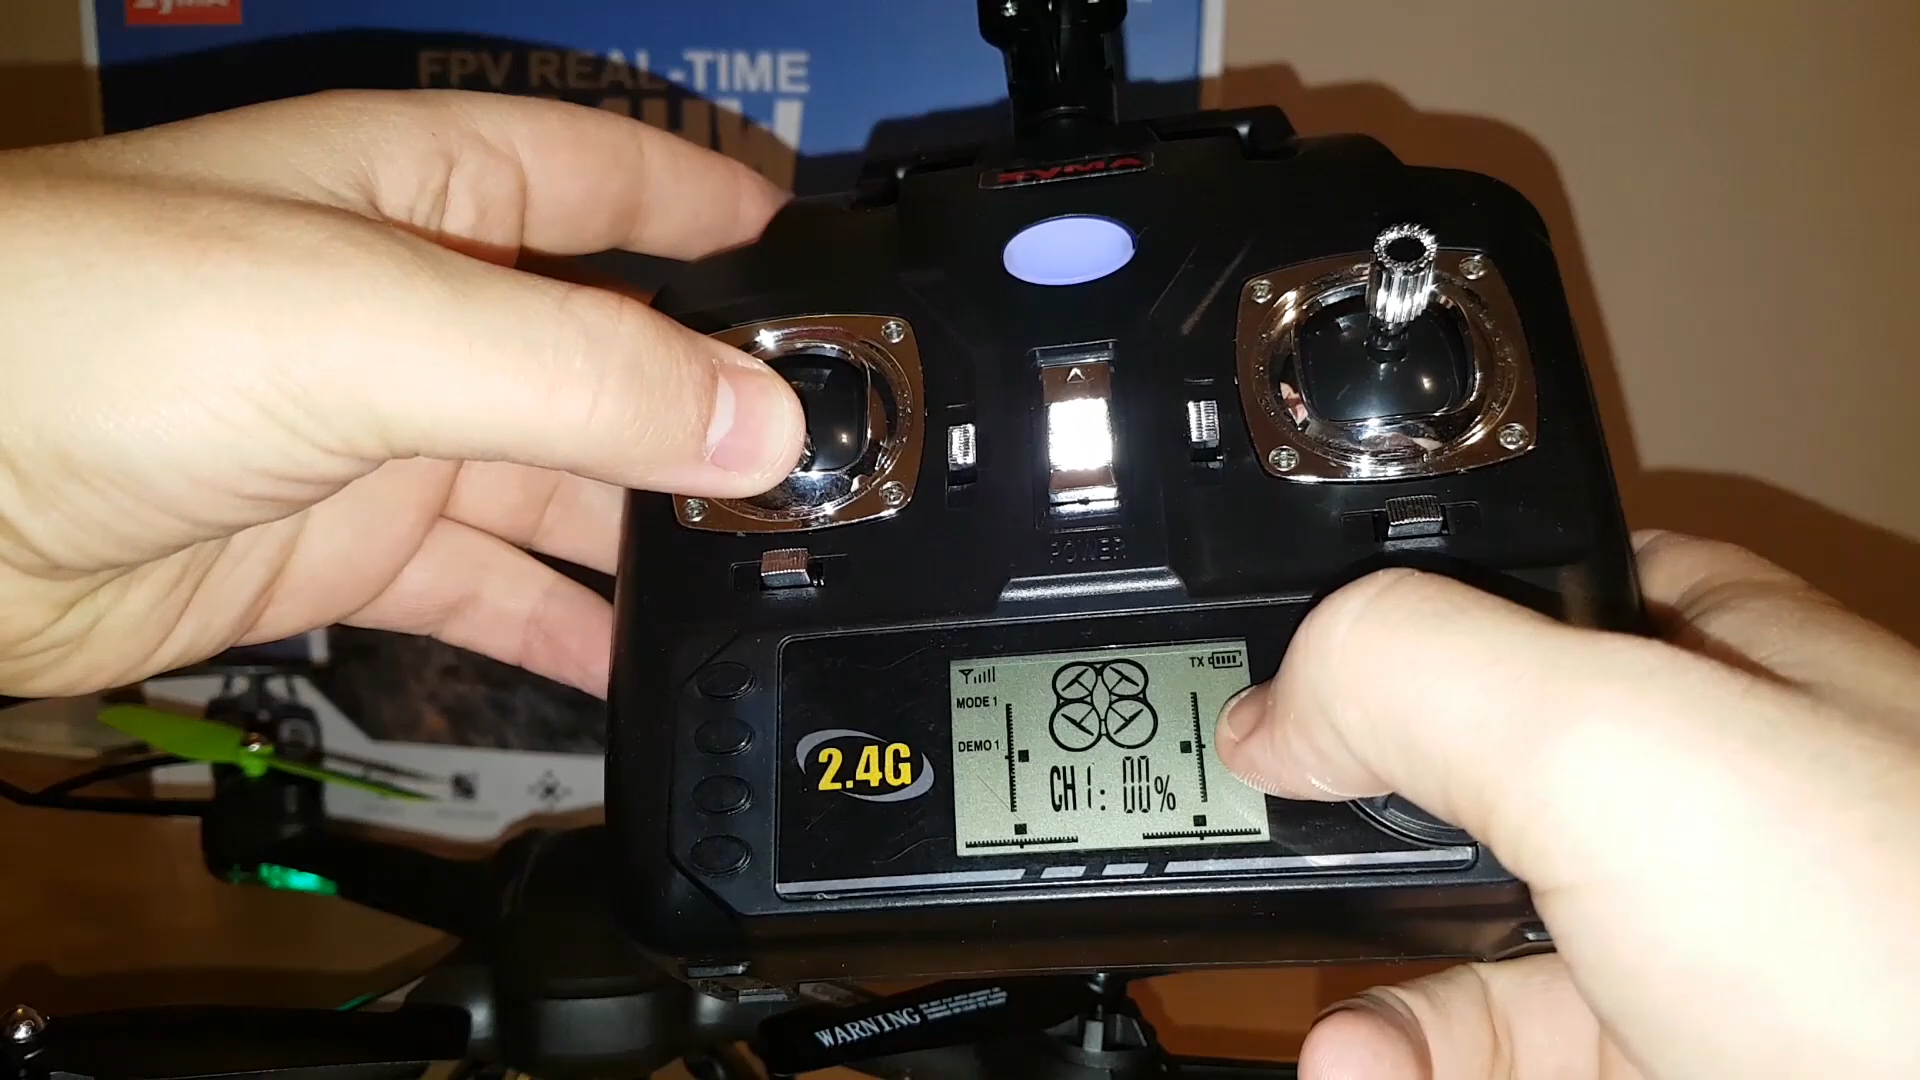 FPV REAL-TIME
SYMA
POWER
TX
MODE 1
DEMO 1
2.4G
CH1: 00%
WARNING